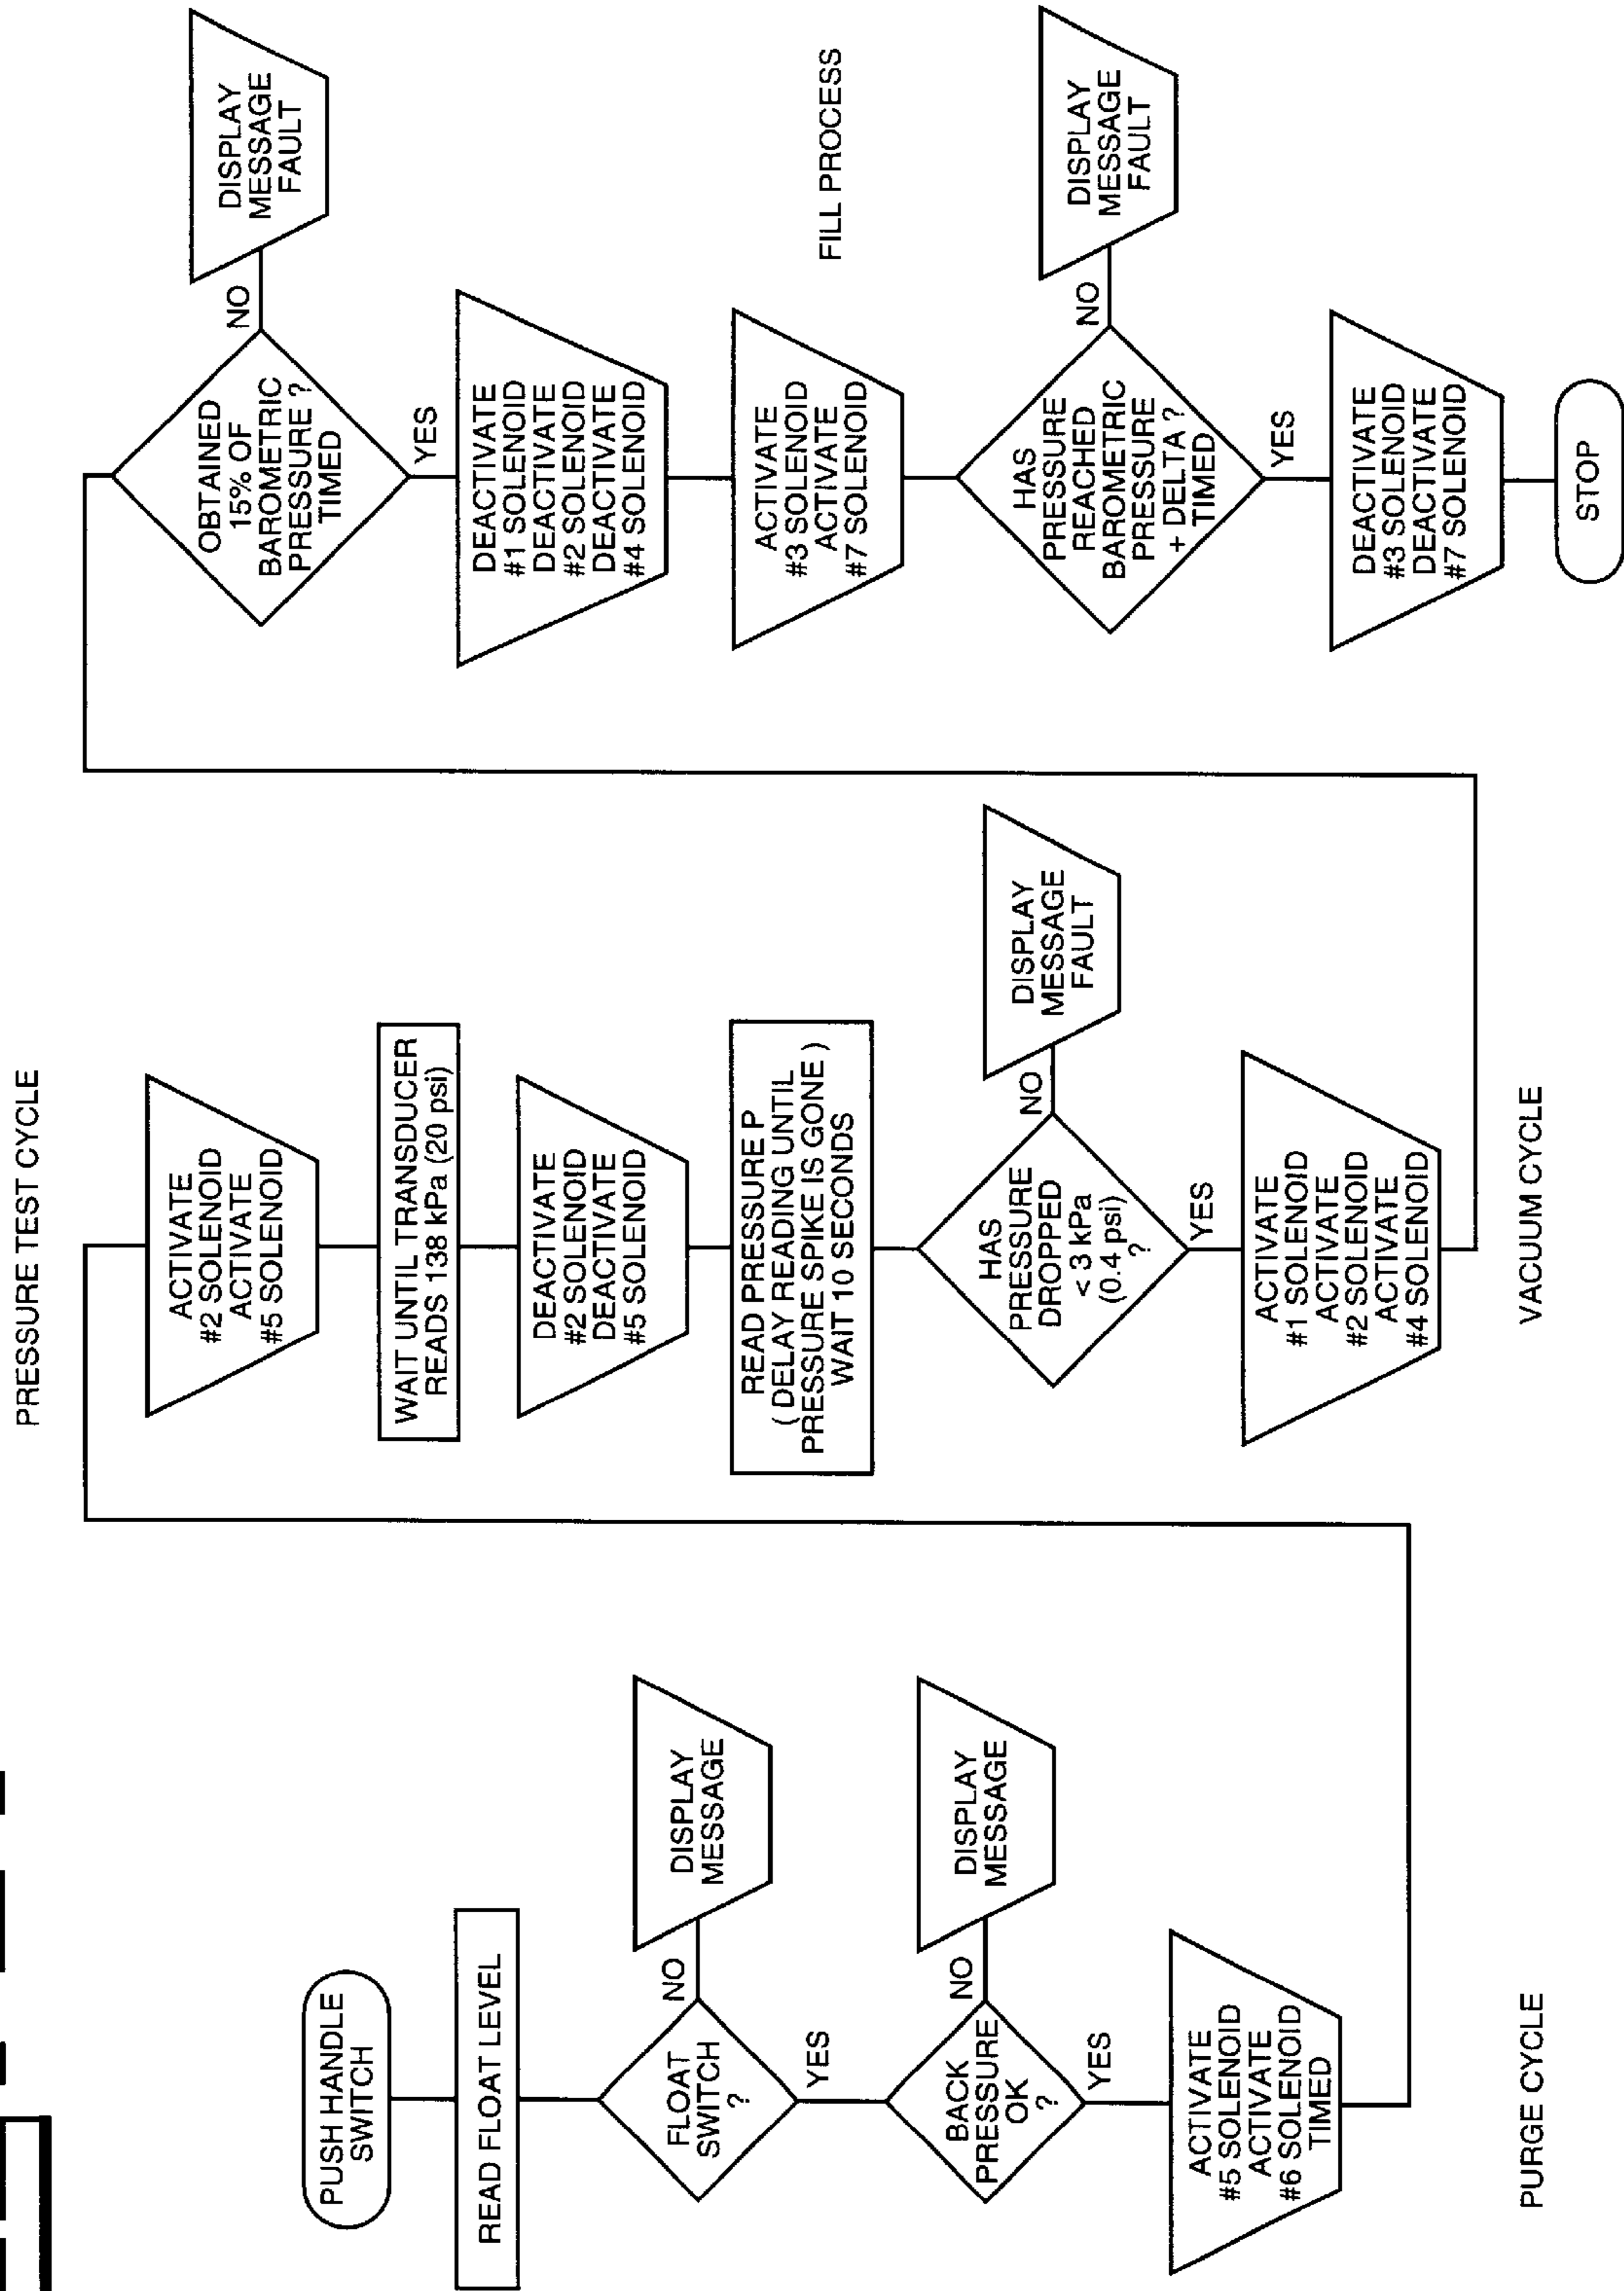 PUSH HANDLE
SWITCH
READ FLOAT LEVEL
FLOAT
SWITCH
?
NO
DISPLAY
MESSAGE
YES
BACK
PRESSURE
OK
?
NO
DISPLAY
MESSAGE
YES
ACTIVATE
#5 SOLENOID
ACTIVATE
#6 SOLENOID
TIMED
PURGE CYCLE
PRESSURE TEST CYCLE
ACTIVATE
#2 SOLENOID
ACTIVATE
#5 SOLENOID
WAIT UNTIL TRANSDUCER
READS 138 kPa (20 psi)
DEACTIVATE
#2 SOLENOID
DEACTIVATE
#5 SOLENOID
READ PRESSURE P
( DELAY READING UNTIL
PRESSURE SPIKE IS GONE )
WAIT 10 SECONDS
HAS
PRESSURE
DROPPED
< 3 kPa
(0.4 psi)
?
NO
DISPLAY
MESSAGE
FAULT
YES
ACTIVATE
#1 SOLENOID
ACTIVATE
#2 SOLENOID
ACTIVATE
#4 SOLENOID
VACUUM CYCLE
OBTAINED
15% OF
BAROMETRIC
PRESSURE ?
TIMED
NO
DISPLAY
MESSAGE
FAULT
YES
DEACTIVATE
#1 SOLENOID
DEACTIVATE
#2 SOLENOID
DEACTIVATE
#4 SOLENOID
ACTIVATE
#3 SOLENOID
ACTIVATE
#7 SOLENOID
FILL PROCESS
HAS
PRESSURE
REACHED
BAROMETRIC
PRESSURE
+ DELTA ?
TIMED
NO
DISPLAY
MESSAGE
FAULT
YES
DEACTIVATE
#3 SOLENOID
DEACTIVATE
#7 SOLENOID
STOP